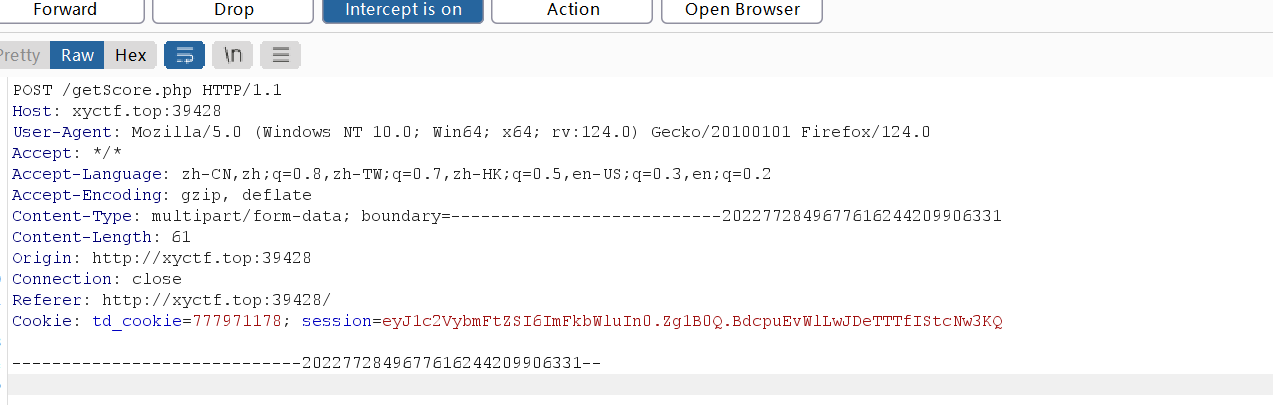 Forward Drop Intercept is on Action Open Browser
Pretty Raw Hex \n
POST /getScore.php HTTP/1.1
Host: xyctf.top:39428
User-Agent: Mozilla/5.0 (Windows NT 10.0; Win64; x64; rv:124.0) Gecko/20100101 Firefox/124.0
Accept: */*
Accept-Language: zh-CN,zh;q=0.8,zh-TW;q=0.7,zh-HK;q=0.5,en-US;q=0.3,en;q=0.2
Accept-Encoding: gzip, deflate
Content-Type: multipart/form-data; boundary=---------------------------2022772849677616244209906331
Content-Length: 61
Origin: http://xyctf.top:39428
Connection: close
Referer: http://xyctf.top:39428/
Cookie: td_cookie=777971178; session=eyJ1c2VybmFtZSI6ImFkbWluIn0.Zg1B0Q.BdcpuEvWlLwJDeTTTfIStcNw3KQ
-----------------------------2022772849677616244209906331--